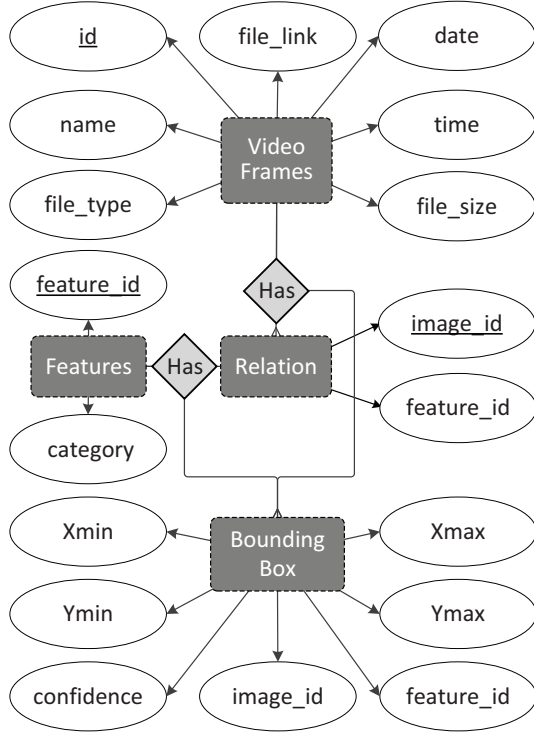 id
file_link
date
name
Video
Frames
time
file_type
file_size
feature_id
Has
image_id
Features
Has
Relation
feature_id
category
Xmin
Bounding
Box
Xmax
Ymin
Ymax
confidence
image_id
feature_id